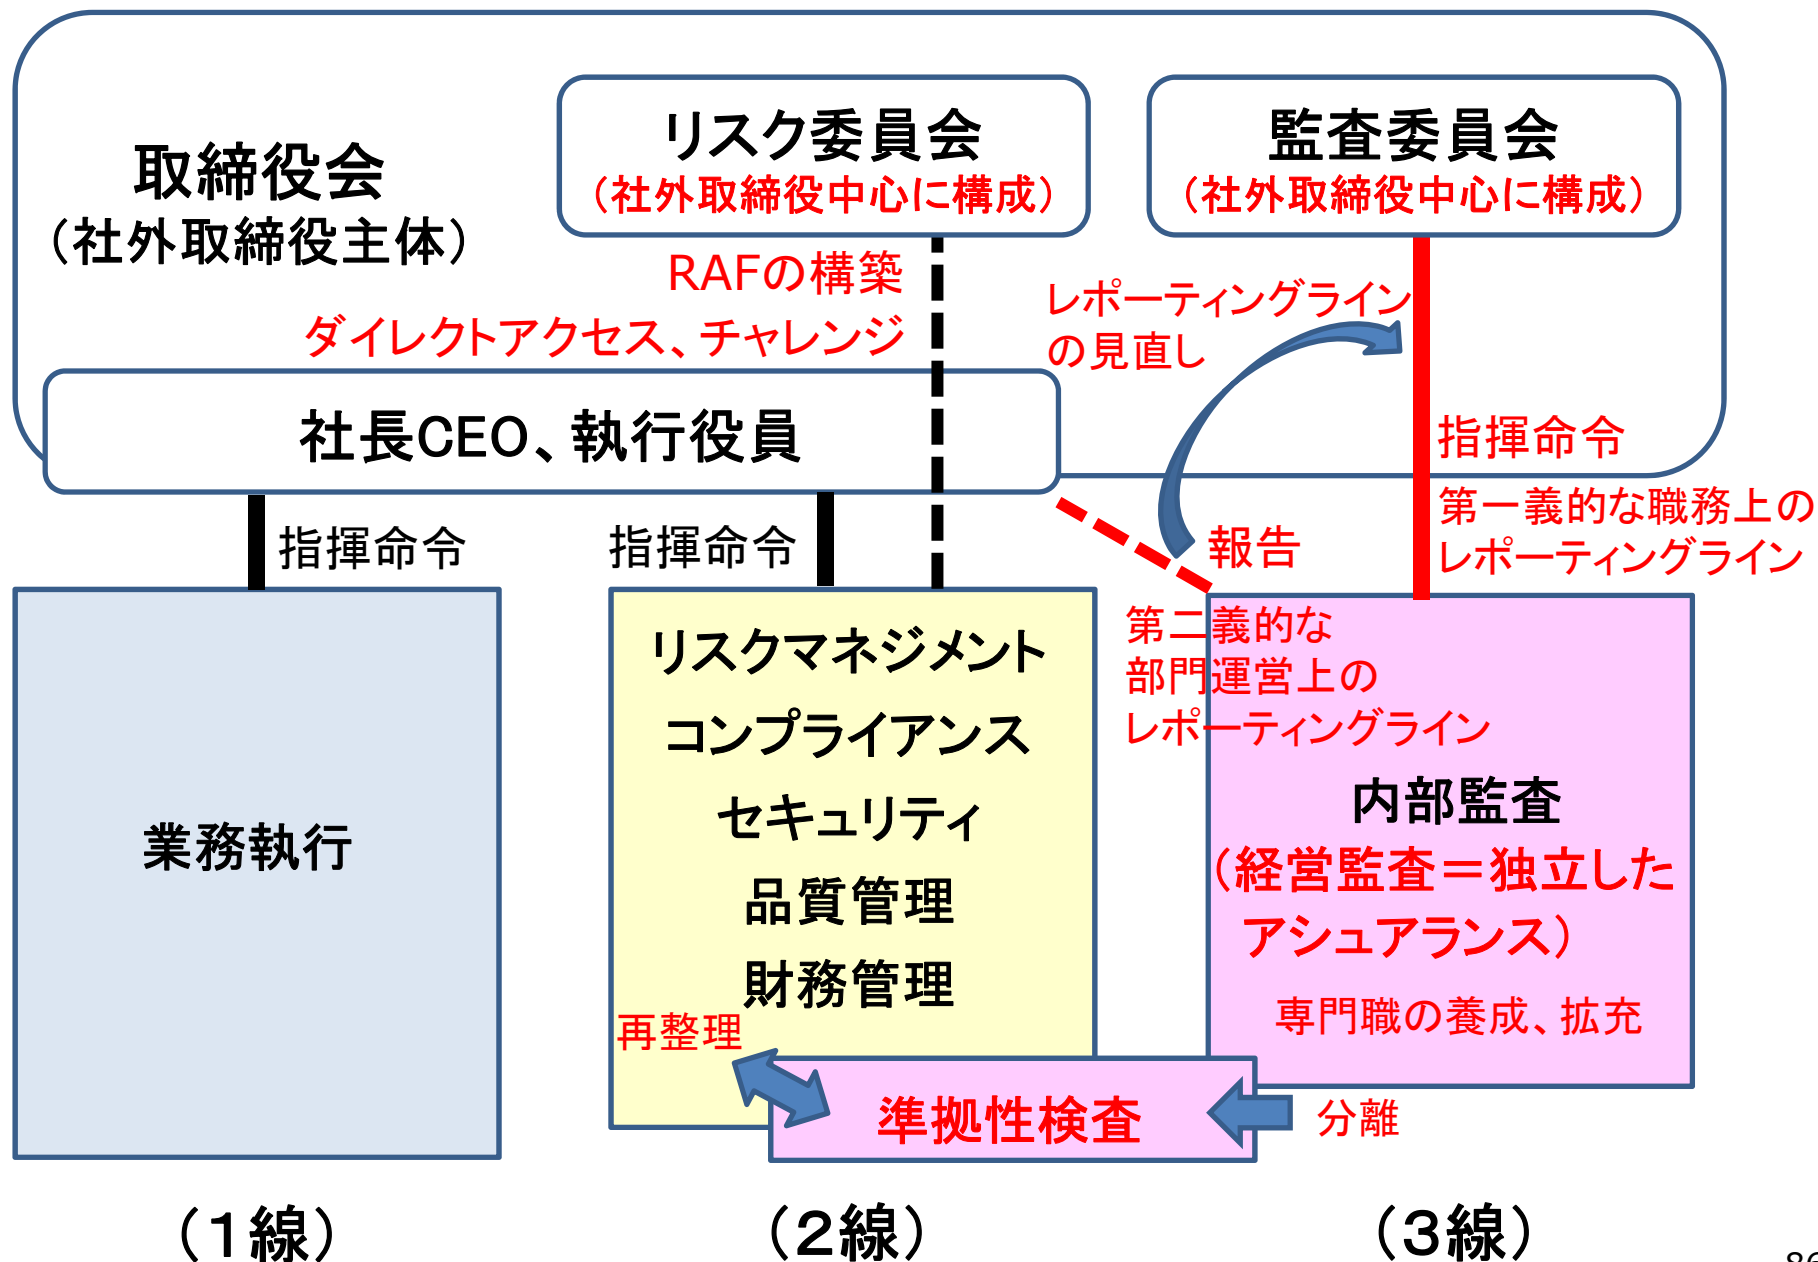 取締役会
（社外取締役主体）
リスク委員会
（社外取締役中心に構成）
監査委員会
（社外取締役中心に構成）
RAFの構築
ダイレクトアクセス、チャレンジ
レポーティングライン
の見直し
社長CEO、執行役員
指揮命令
第一義的な職務上の
レポーティングライン
指揮命令
指揮命令
報告
第二義的な
部門運営上の
レポーティングライン
業務執行
リスクマネジメント
コンプライアンス
セキュリティ
品質管理
財務管理
再整理
内部監査
（経営監査＝独立した
アシュアランス）
専門職の養成、拡充
準拠性検査
分離
（１線）
（２線）
（３線）